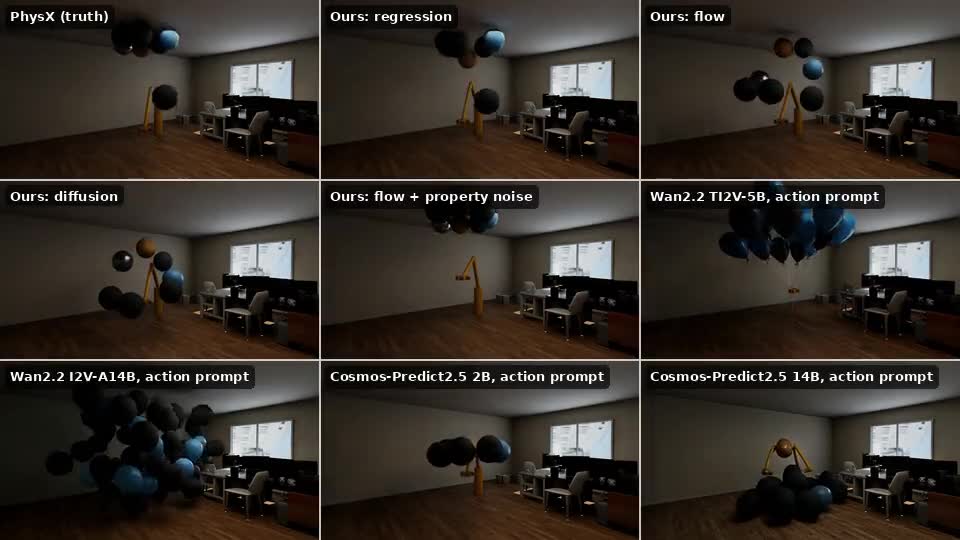 PhysX (truth)
Ours: regression
Ours: flow
Ours: diffusion
Ours: flow + property noise
Wan2.2 TI2V-5B, action prompt
Wan2.2 I2V-A14B, action prompt
Cosmos-Predict2.5 2B, action prompt
Cosmos-Predict2.5 14B, action prompt